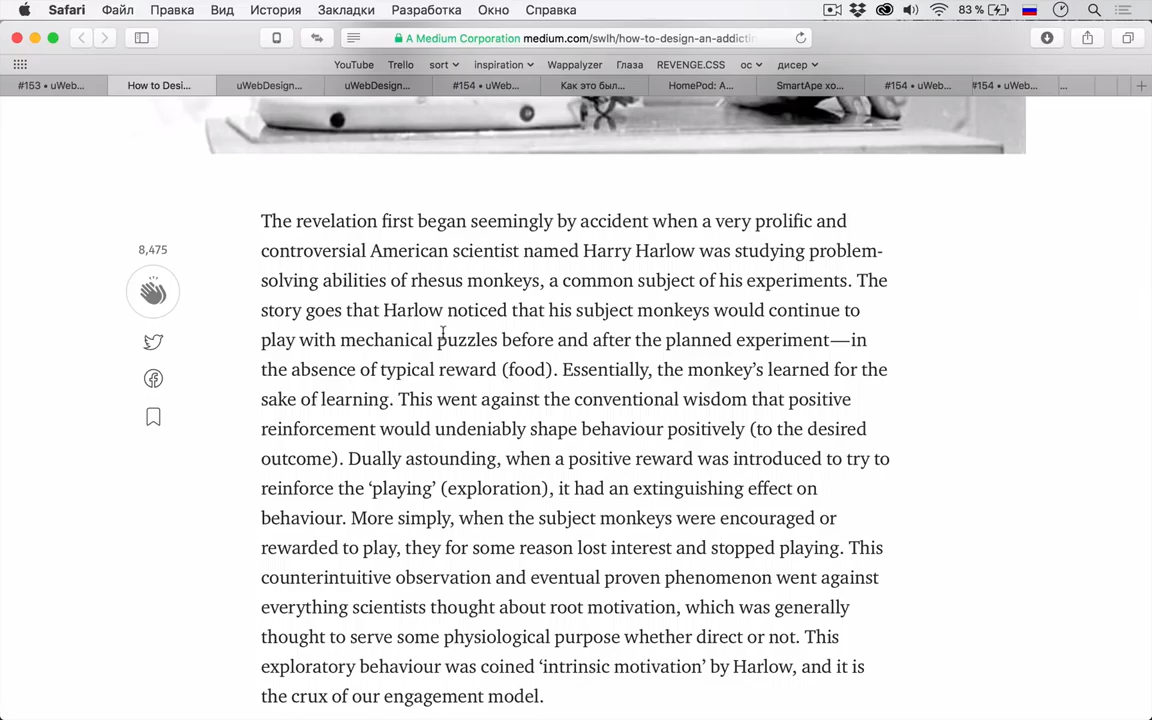 Safari Файл Правка Вид История Закладки Разработка Окно Справка 83 %
A Medium Corporation medium.com/swlh/how-to-design-an-addictin
YouTube Trello sort inspiration Wappalyzer Глаза REVENGE.CSS ос дисер
#153 • uWeb... How to Desi... uWebDesign... uWebDesign... #154 • uWeb... Как это был... HomePod: А... SmartApe хо... #154 • uWeb... #154 • uWeb... ...
The revelation first began seemingly by accident when a very prolific and
controversial American scientist named Harry Harlow was studying problem-
8,475
solving abilities of rhesus monkeys, a common subject of his experiments. The
story goes that Harlow noticed that his subject monkeys would continue to
play with mechanical puzzles before and after the planned experiment—in
the absence of typical reward (food). Essentially, the monkey's learned for the
sake of learning. This went against the conventional wisdom that positive
reinforcement would undeniably shape behaviour positively (to the desired
outcome). Dually astounding, when a positive reward was introduced to try to
reinforce the 'playing' (exploration), it had an extinguishing effect on
behaviour. More simply, when the subject monkeys were encouraged or
rewarded to play, they for some reason lost interest and stopped playing. This
counterintuitive observation and eventual proven phenomenon went against
everything scientists thought about root motivation, which was generally
thought to serve some physiological purpose whether direct or not. This
exploratory behaviour was coined 'intrinsic motivation' by Harlow, and it is
the crux of our engagement model.